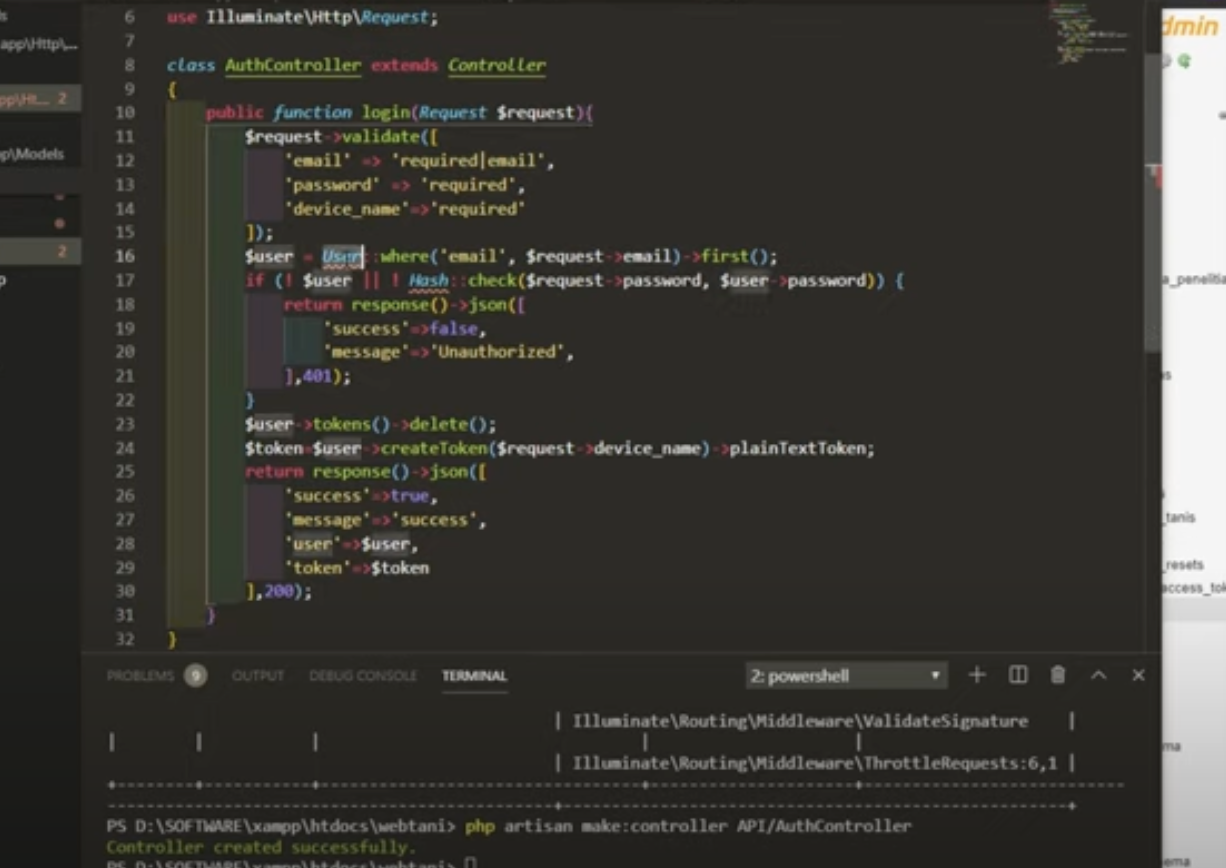 6 use Illuminate\Http\Request;
7
8 class AuthController extends Controller
9 {
10 public function login(Request $request){
11 $request->validate([
12 'email' => 'required|email',
13 'password' => 'required',
14 'device_name'=>'required'
15 ]);
16 $user = User::where('email', $request->email)->first();
17 if (! $user || ! Hash::check($request->password, $user->password)) {
18 return response()->json([
19 'success'=>false,
20 'message'=>'Unauthorized',
21 ],401);
22 }
23 $user->tokens()->delete();
24 $token=$user->createToken($request->device_name)->plainTextToken;
25 return response()->json([
26 'success'=>true,
27 'message'=>'success',
28 'user'=>$user,
29 'token'=>$token
30 ],200);
31 }
32 }
app\Http\...
pp\Ht... 2
pp\Models
2
PROBLEMS 9 OUTPUT DEBUG CONSOLE TERMINAL 2: powershell
| Illuminate\Routing\Middleware\ValidateSignature |
| | | | |
| Illuminate\Routing\Middleware\ThrottleRequests:6,1 |
PS D:\SOFTWARE\xampp\htdocs\webtani> php artisan make:controller API/AuthController
Controller created successfully.
PS D:\SOFTWARE\xampp\htdocs\webtani>
dmin
a_penelitia
_tanis
_resets
access_tok
ma
ema